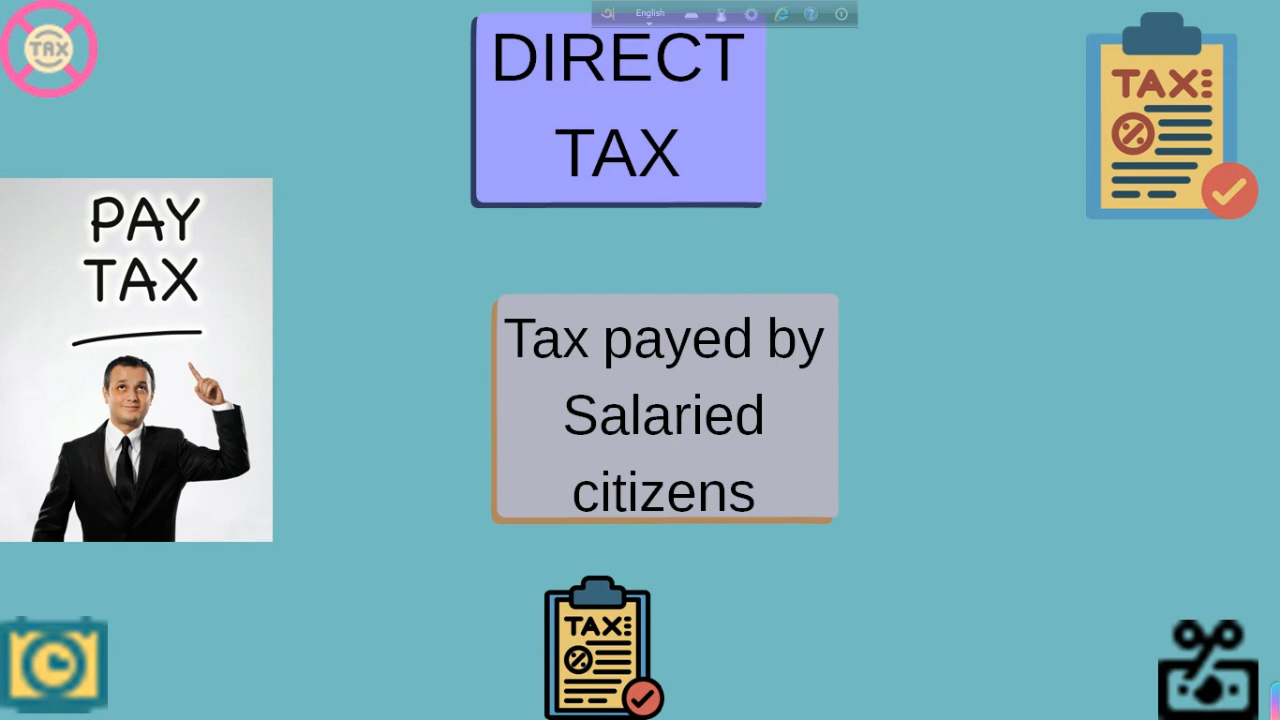 English
TAX
DIRECT
TAX
TAX
PAY
TAX
Tax payed by
Salaried
citizens
TAX